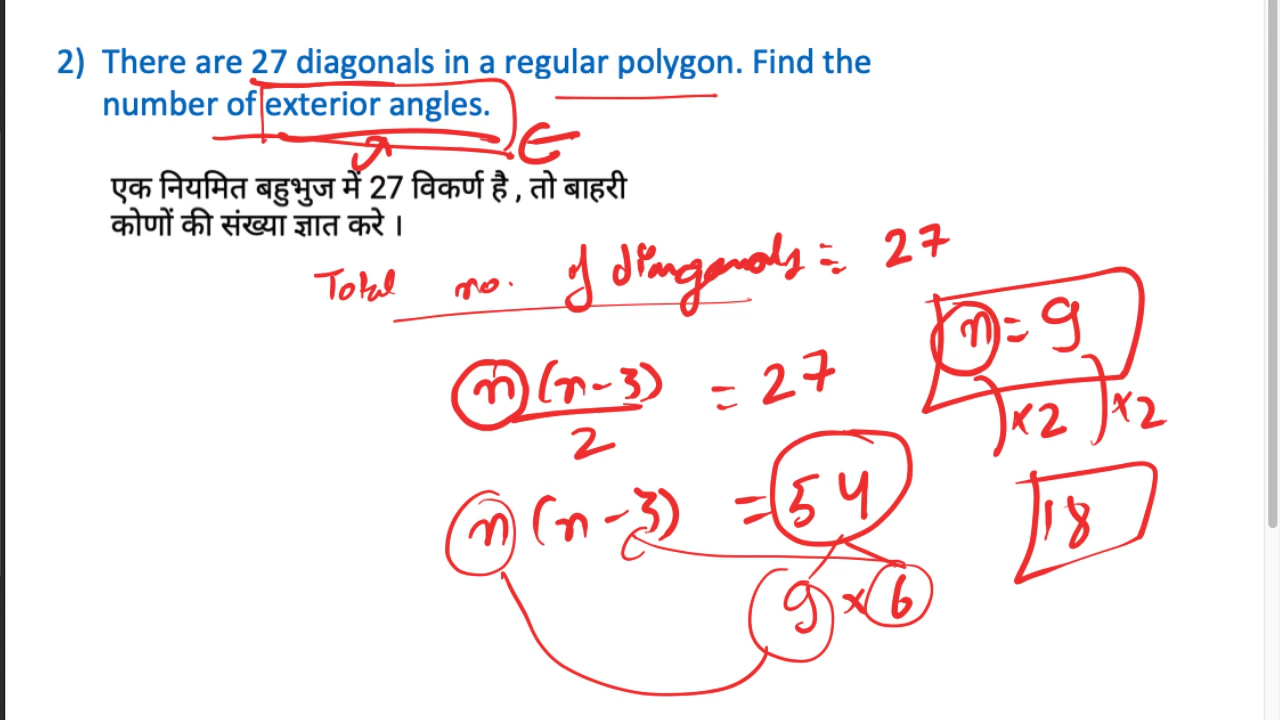 2) There are 27 diagonals in a regular polygon. Find the
number of exterior angles.
एक नियमित बहुभुज में 27 विकर्ण है , तो बाहरी
कोणों की संख्या ज्ञात करे ।
Total no. of diagonals = 27
n = 9
n(n-3) = 27
2
×2 ×2
n(n-3) = 54
18
9 × 6